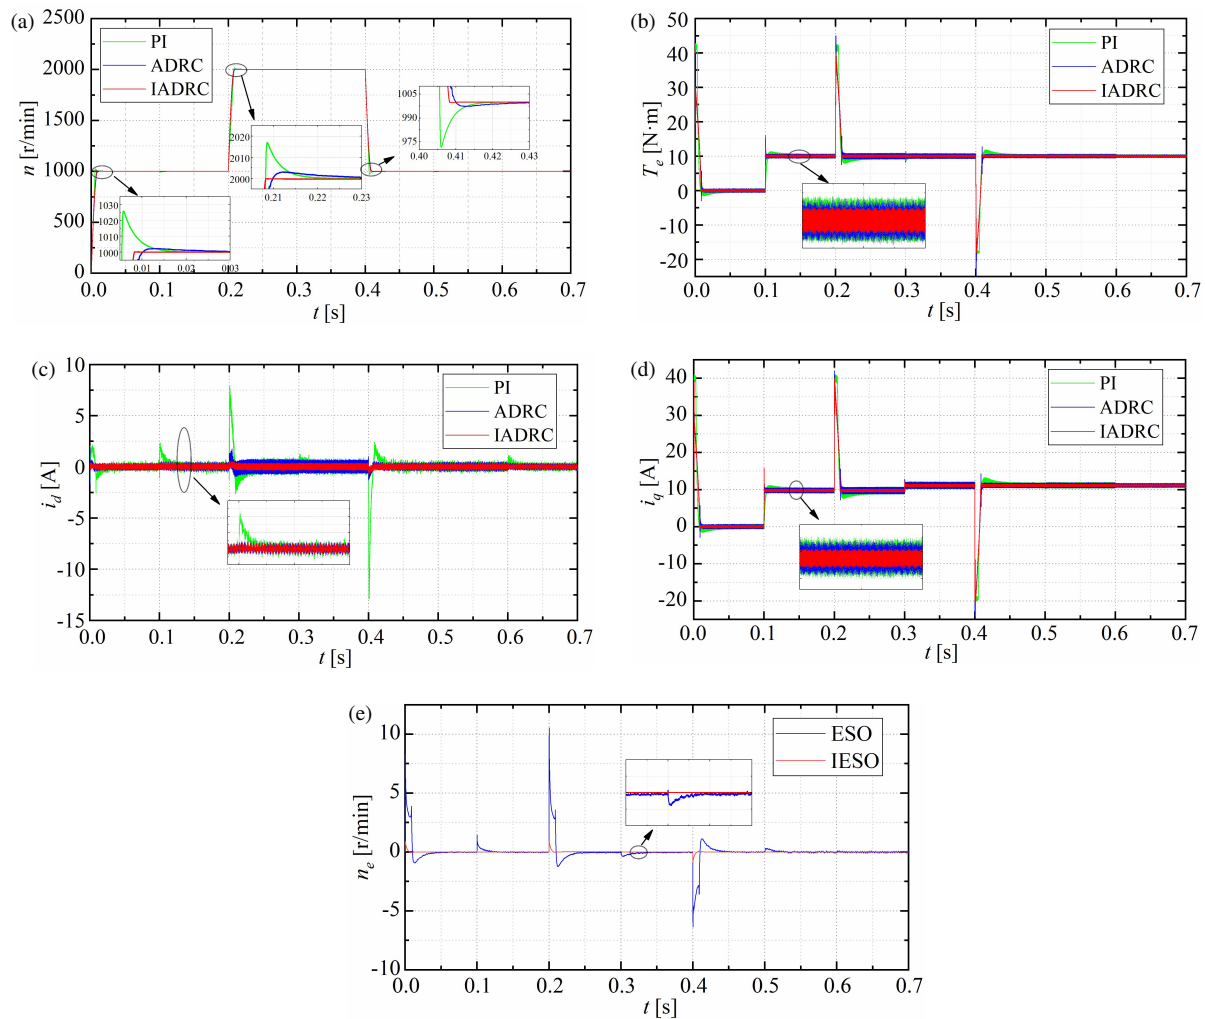 (a)
2500
2000
1500
1000
500
0
n [r/min]
PI
ADRC
IADRC
1005
995
985
975
0.40 0.41 0.42 0.43
2020
2010
2000
0.21 0.22 0.23
1030
1020
1010
1000
0.01 0.02 0.03
0.0 0.1 0.2 0.3 0.4 0.5 0.6 0.7
t [s]
(b)
50
40
30
20
10
0
-10
-20
T_e [N·m]
PI
ADRC
IADRC
0.0 0.1 0.2 0.3 0.4 0.5 0.6 0.7
t [s]
(c)
10
5
0
-5
-10
-15
i_d [A]
PI
ADRC
IADRC
0.0 0.1 0.2 0.3 0.4 0.5 0.6 0.7
t [s]
(d)
40
30
20
10
0
-10
-20
i_q [A]
PI
ADRC
IADRC
0.0 0.1 0.2 0.3 0.4 0.5 0.6 0.7
t [s]
(e)
10
5
0
-5
-10
n_e [r/min]
ESO
IESO
0.0 0.1 0.2 0.3 0.4 0.5 0.6 0.7
t [s]